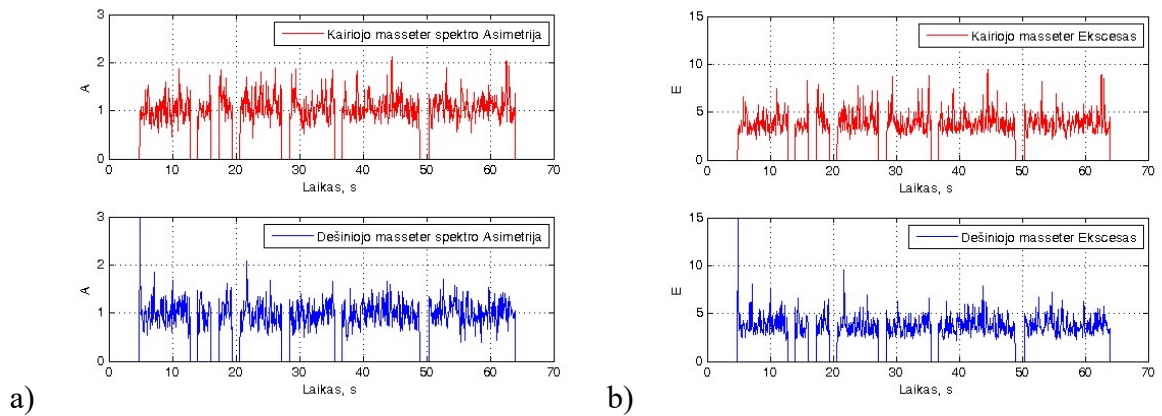 3
2
1
0
A
Kairiojo masseter spektro Asimetrija
0 10 20 30 40 50 60 70
Laikas, s
3
2
1
0
A
Dešiniojo masseter spektro Asimetrija
0 10 20 30 40 50 60 70
Laikas, s
a)
15
10
5
0
E
Kairiojo masseter Ekscesas
0 10 20 30 40 50 60 70
Laikas, s
15
10
5
0
E
Dešiniojo masseter Ekscesas
0 10 20 30 40 50 60 70
Laikas, s
b)